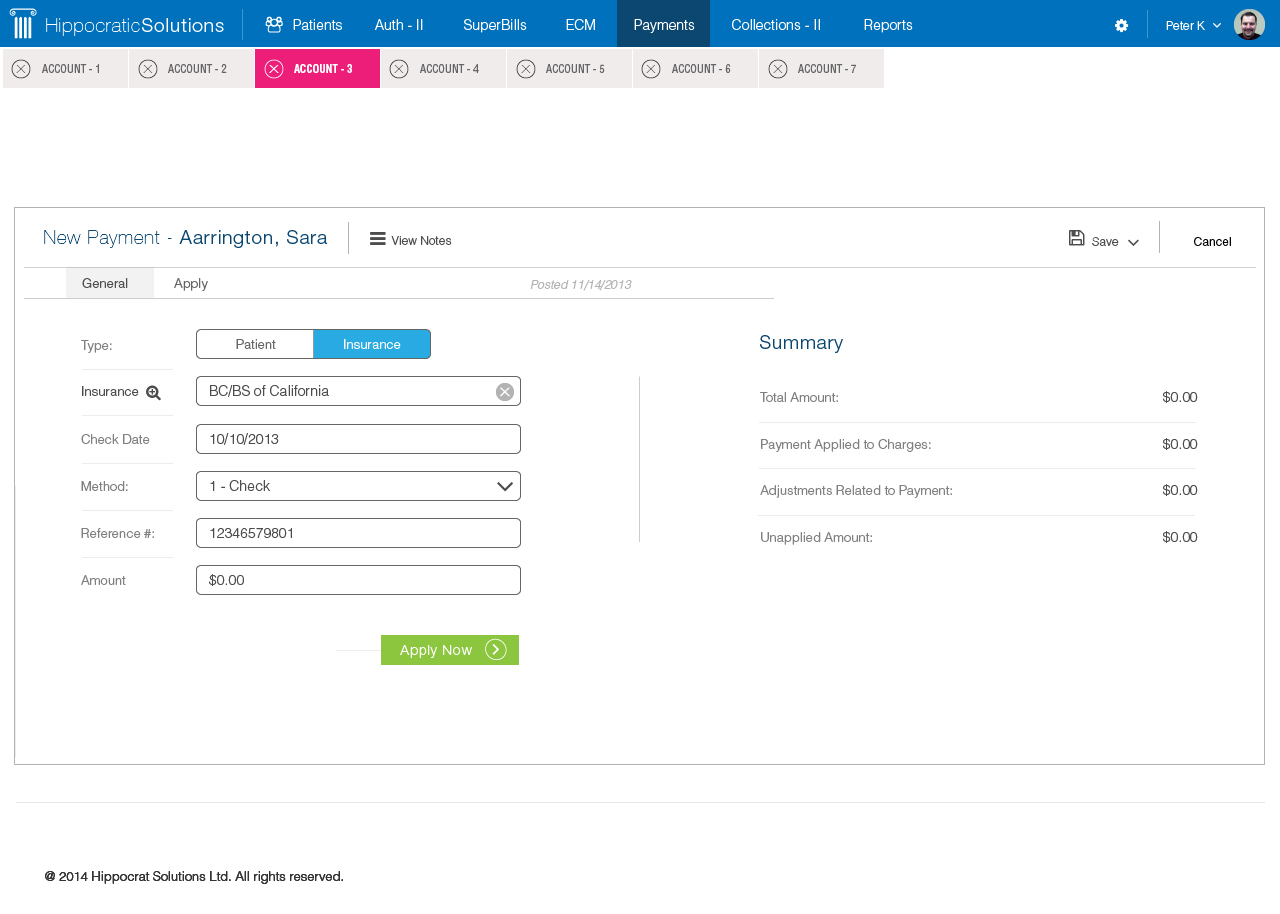 HippocraticSolutions Patients Auth - II SuperBills ECM Payments Collections - II Reports Peter K
ACCOUNT - 1 ACCOUNT - 2 ACCOUNT - 3 ACCOUNT - 4 ACCOUNT - 5 ACCOUNT - 6 ACCOUNT - 7
New Payment - Aarrington, Sara View Notes Save Cancel
General Apply Posted 11/14/2013
Type: Patient Insurance
Insurance BC/BS of California
Check Date 10/10/2013
Method: 1 - Check
Reference #: 12346579801
Amount $0.00
Apply Now
Summary
Total Amount: $0.00
Payment Applied to Charges: $0.00
Adjustments Related to Payment: $0.00
Unapplied Amount: $0.00
@ 2014 Hippocrat Solutions Ltd. All rights reserved.